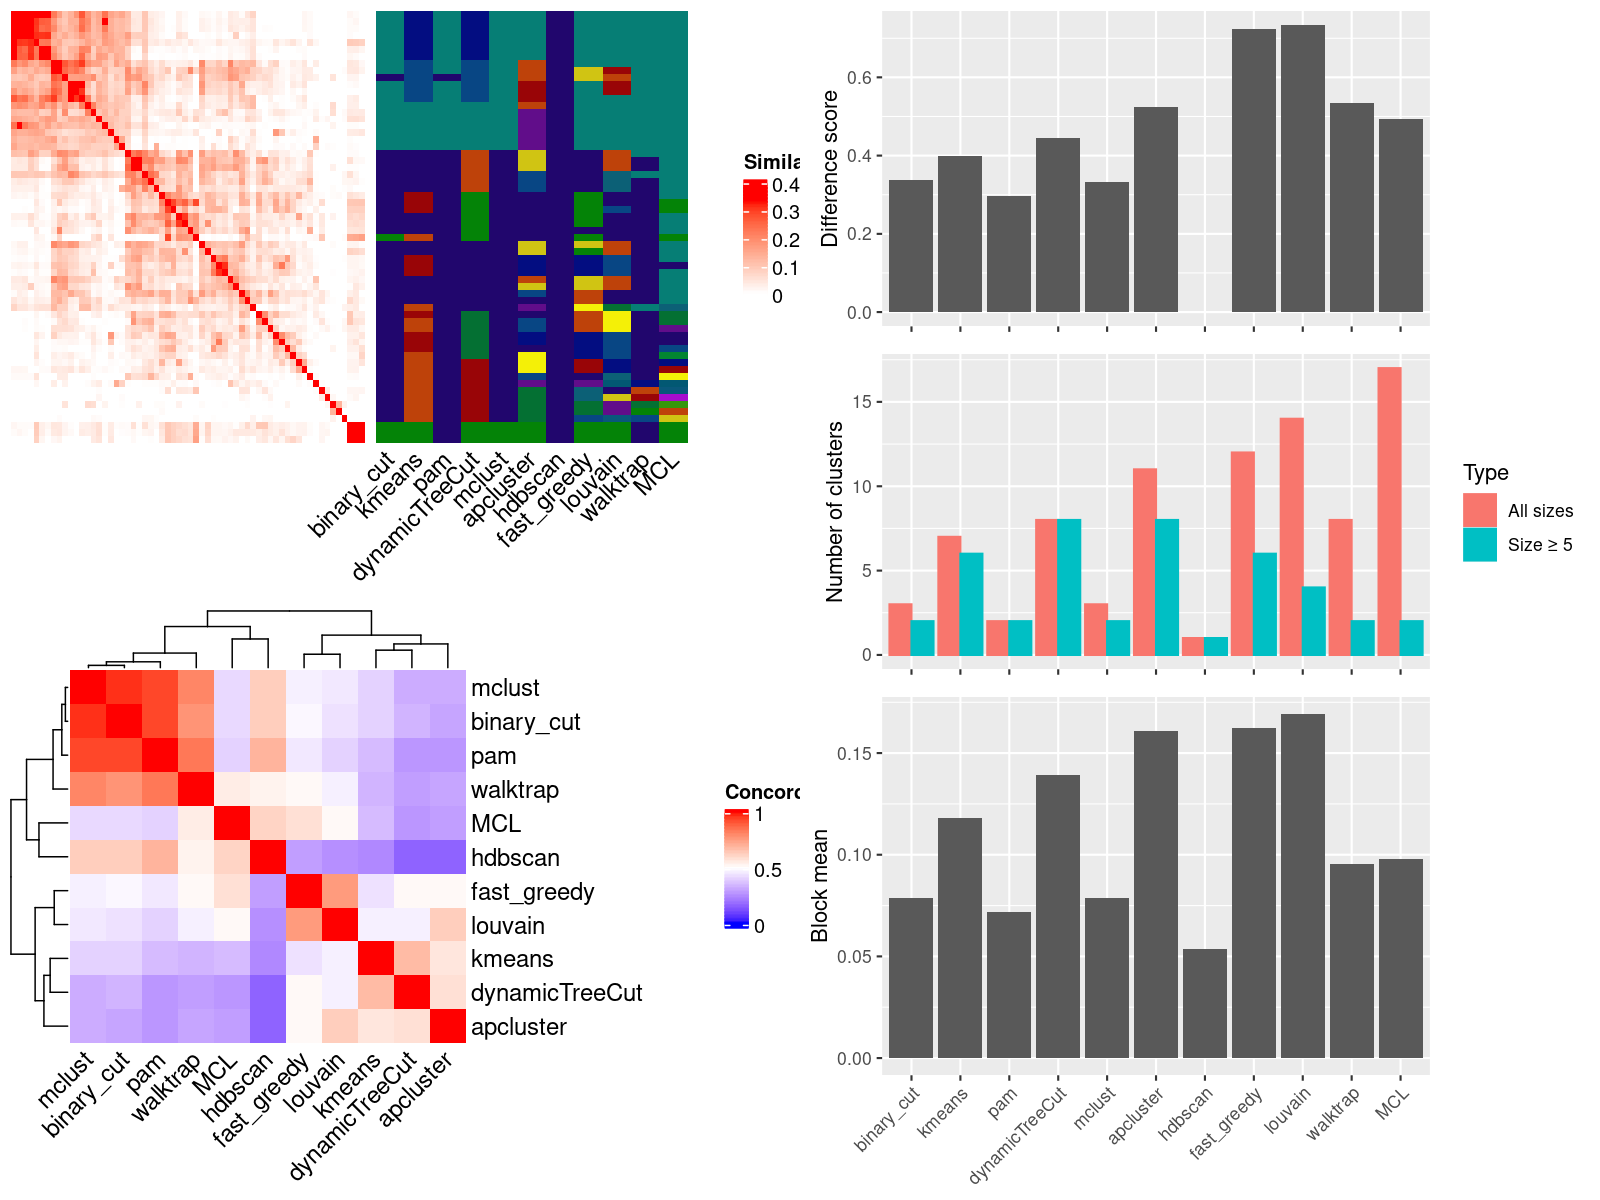 Simila
0.4
0.3
0.2
0.1
0
binary_cut
kmeans
pam
dynamicTreeCut
mclust
apcluster
hdbscan
fast_greedy
louvain
walktrap
MCL
mclust
binary_cut
pam
walktrap
MCL
hdbscan
fast_greedy
louvain
kmeans
dynamicTreeCut
apcluster
mclust
binary_cut
pam
walktrap
MCL
hdbscan
fast_greedy
louvain
kmeans
dynamicTreeCut
apcluster
Concord
1
0.5
0
Difference score
0.6
0.4
0.2
0.0
Number of clusters
15
10
5
0
Type
All sizes
Size ≥ 5
Block mean
0.15
0.10
0.05
0.00
binary_cut
kmeans
pam
dynamicTreeCut
mclust
apcluster
hdbscan
fast_greedy
louvain
walktrap
MCL